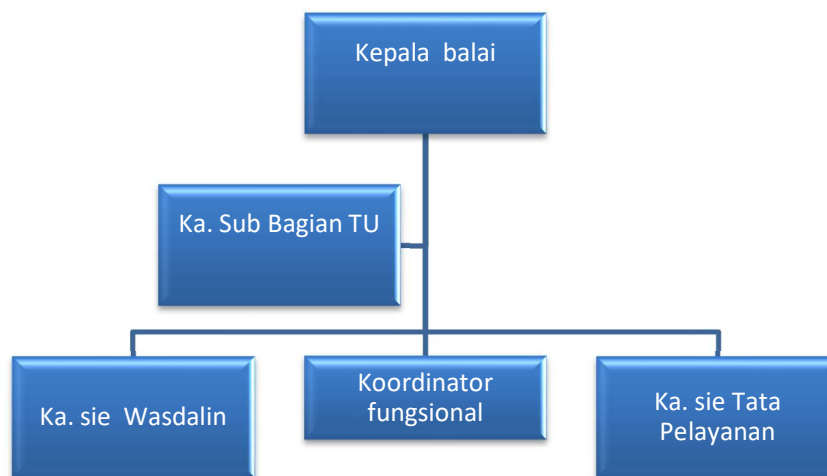 Kepala balai
Ka. Sub Bagian TU
Ka. sie Wasdalin
Koordinator
fungsional
Ka. sie Tata
Pelayanan